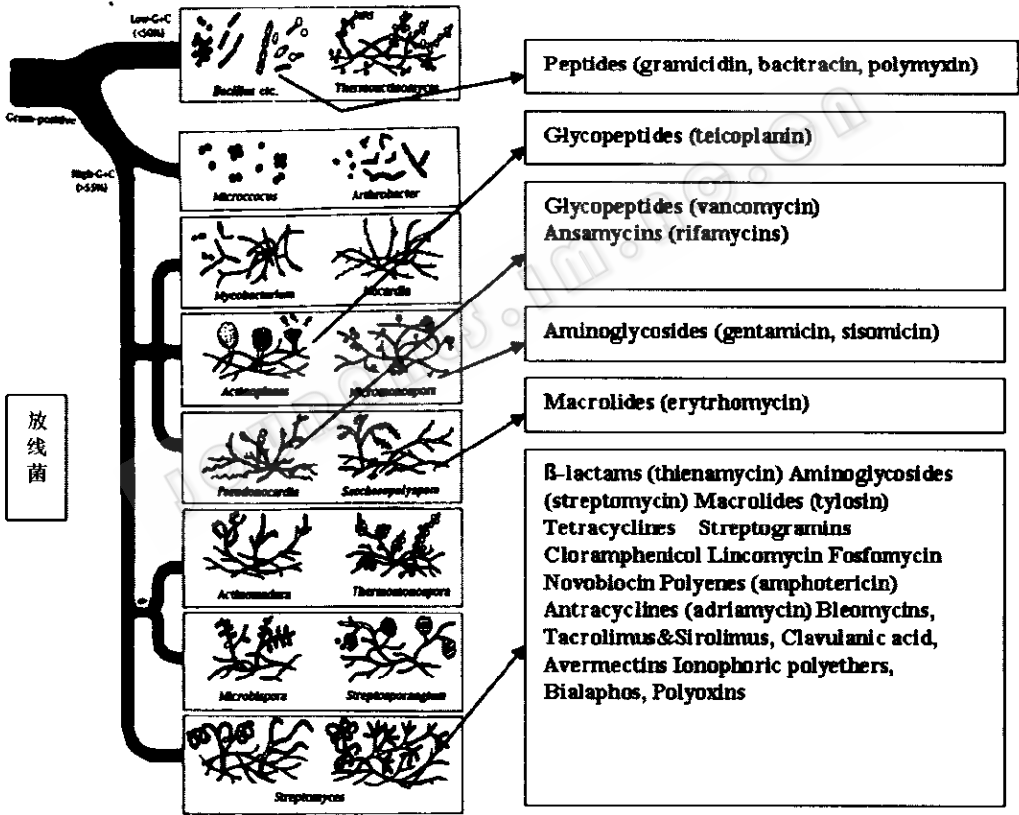 Low-G+C
(<50%)
Gram-positive
High-G+C
(>55%)
Bacillus etc.
Thermoactinomyces
Micrococcus
Arthrobacter
Mycobacterium
Nocardia
Actinoplanes
Micromonospora
Pseudonocardia
Saccharopolyspora
Actinomadura
Thermomonospora
Microbispora
Streptosporangium
Streptomyces
放
线
菌
Peptides (gramicidin, bacitracin, polymyxin)
Glycopeptides (teicoplanin)
Glycopeptides (vancomycin)
Ansamycins (rifamycins)
Aminoglycosides (gentamicin, sisomicin)
Macrolides (erytrhomycin)
ß-lactams (thienamycin) Aminoglycosides
(streptomycin) Macrolides (tylosin)
Tetracyclines Streptogramins
Cloramphenicol Lincomycin Fosfomycin
Novobiocin Polyenes (amphotericin)
Antracyclines (adriamycin) Bleomycins,
Tacrolimus&Sirolimus, Clavulanic acid,
Avermectins Ionophoric polyethers,
Bialaphos, Polyoxins